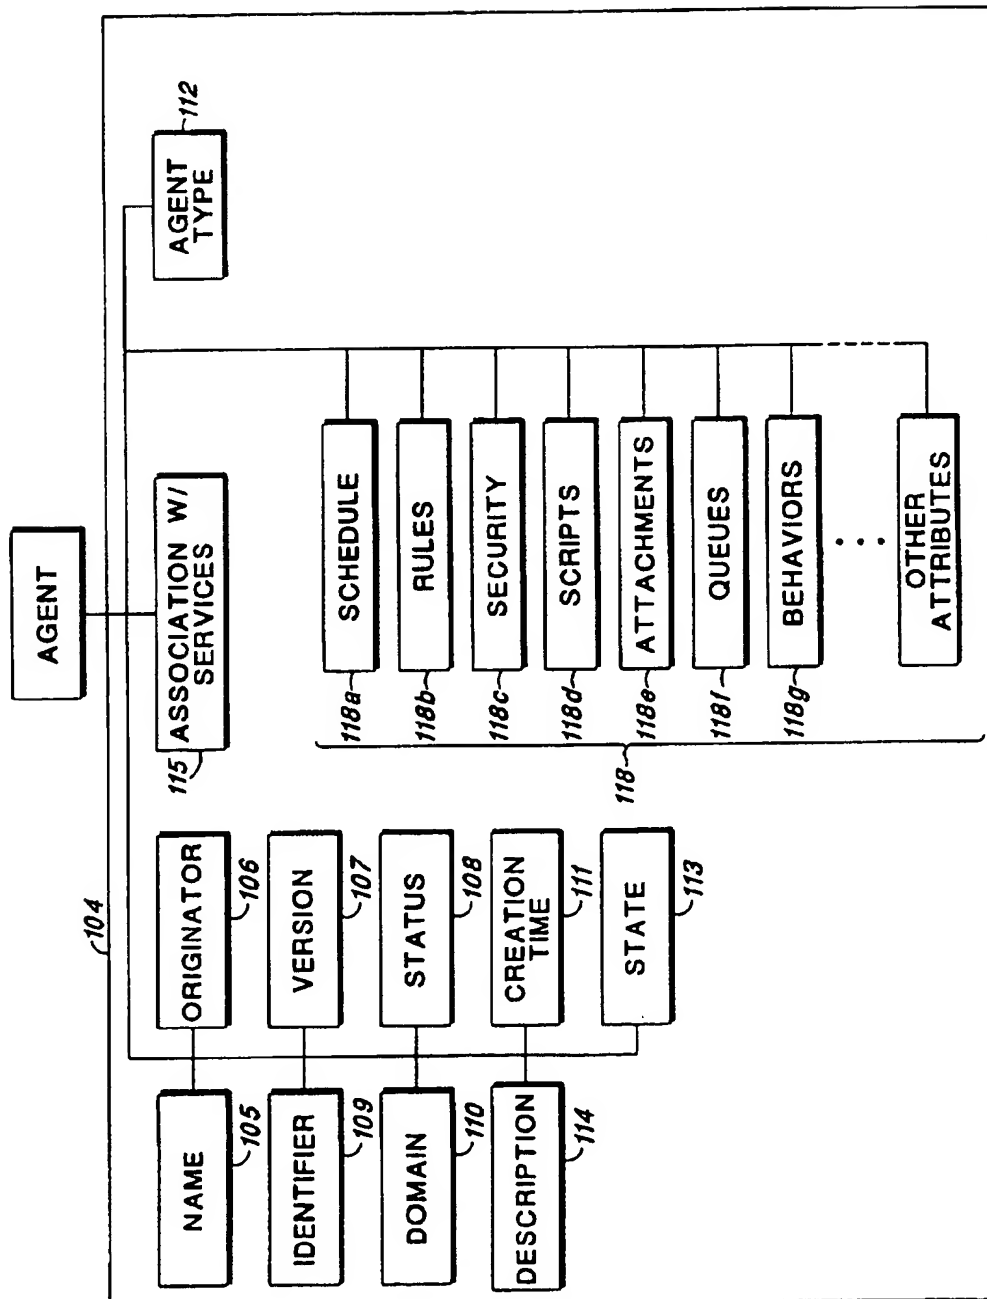 AGENT
104
NAME
105
ORIGINATOR
106
IDENTIFIER
109
VERSION
107
DOMAIN
110
STATUS
108
DESCRIPTION
114
CREATION
TIME
111
STATE
113
115
ASSOCIATION W/
SERVICES
AGENT
TYPE
112
118
118a
SCHEDULE
118b
RULES
118c
SECURITY
118d
SCRIPTS
118e
ATTACHMENTS
118f
QUEUES
118g
BEHAVIORS
...
OTHER
ATTRIBUTES